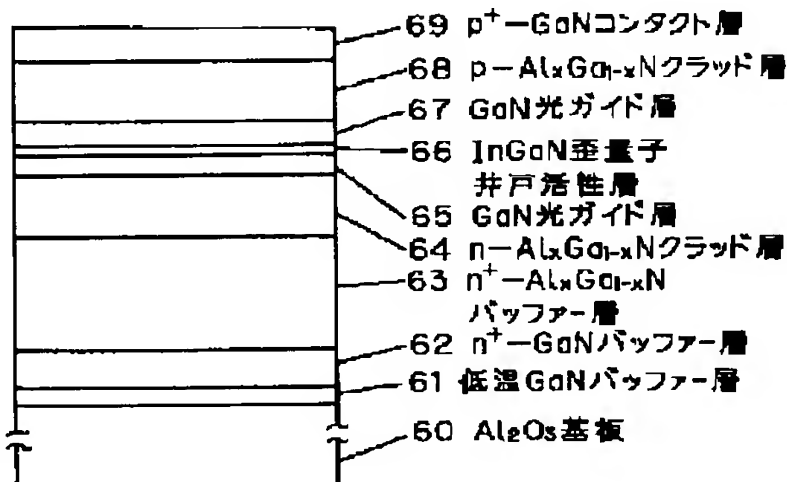 69 p⁺-GaNコンタクト層
68 p-AlxGa1-xNクラッド層
67 GaN光ガイド層
66 InGaN歪量子
井戸活性層
65 GaN光ガイド層
64 n-AlxGa1-xNクラッド層
63 n⁺-AlxGa1-xN
バッファー層
62 n⁺-GaNバッファー層
61 低温GaNバッファー層
60 Al2O3基板